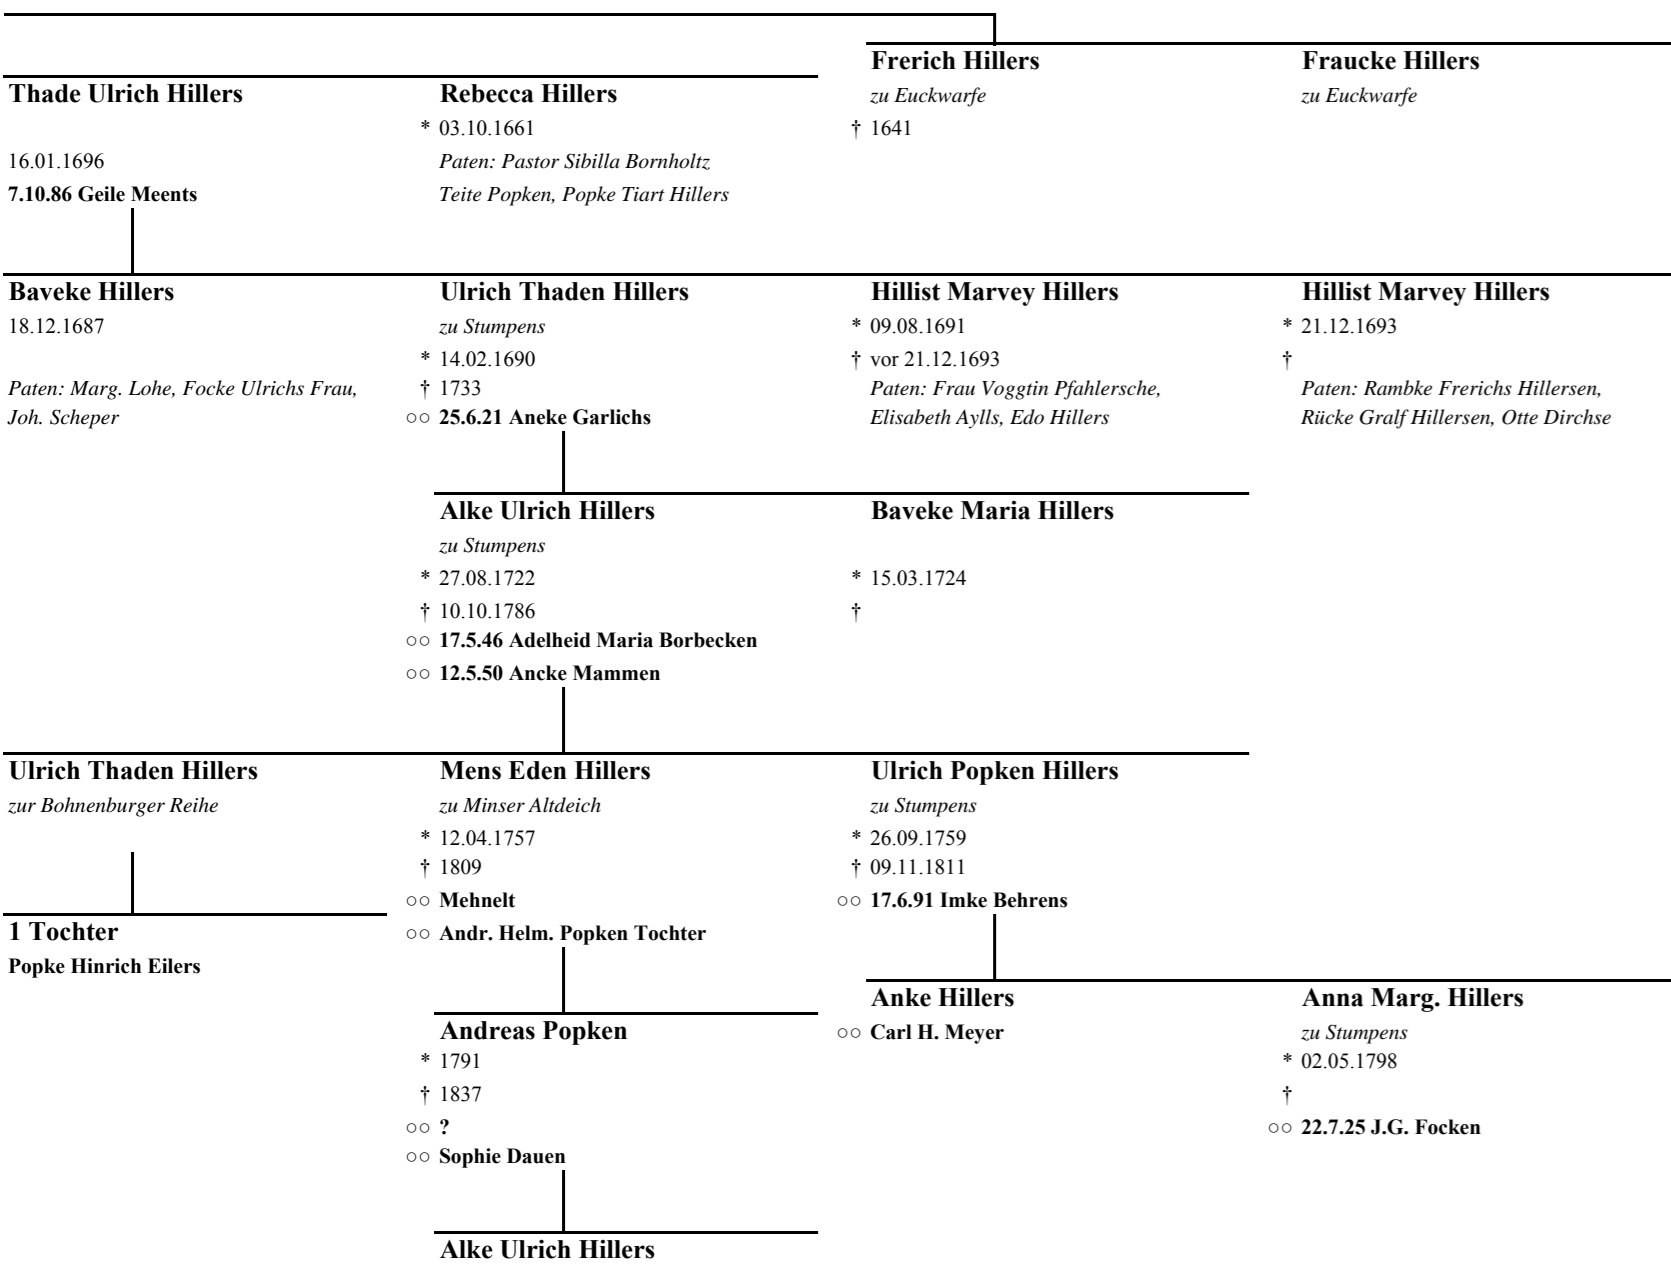 Frerich Hillers
zu Euckwarfe
† 1641
Fraucke Hillers
zu Euckwarfe
Thade Ulrich Hillers
16.01.1696
7.10.86 Geile Meents
Rebecca Hillers
* 03.10.1661
Paten: Pastor Sibilla Bornholtz
Teite Popken, Popke Tiart Hillers
Baveke Hillers
18.12.1687
Paten: Marg. Lohe, Focke Ulrichs Frau,
Joh. Scheper
Ulrich Thaden Hillers
zu Stumpens
* 14.02.1690
† 1733
○○ 25.6.21 Aneke Garlichs
Hillist Marvey Hillers
* 09.08.1691
† vor 21.12.1693
Paten: Frau Voggtin Pfahlersche,
Elisabeth Aylls, Edo Hillers
Hillist Marvey Hillers
* 21.12.1693
†
Paten: Rambke Frerichs Hillersen,
Rücke Gralf Hillersen, Otte Dirchse
Alke Ulrich Hillers
zu Stumpens
* 27.08.1722
† 10.10.1786
○○ 17.5.46 Adelheid Maria Borbecken
○○ 12.5.50 Ancke Mammen
Baveke Maria Hillers
* 15.03.1724
†
Ulrich Thaden Hillers
zur Bohnenburger Reihe
Mens Eden Hillers
zu Minser Altdeich
* 12.04.1757
† 1809
○○ Mehnelt
○○ Andr. Helm. Popken Tochter
Ulrich Popken Hillers
zu Stumpens
* 26.09.1759
† 09.11.1811
○○ 17.6.91 Imke Behrens
1 Tochter
Popke Hinrich Eilers
Andreas Popken
* 1791
† 1837
○○ ?
○○ Sophie Dauen
Anke Hillers
○○ Carl H. Meyer
Anna Marg. Hillers
zu Stumpens
* 02.05.1798
†
○○ 22.7.25 J.G. Focken
Alke Ulrich Hillers